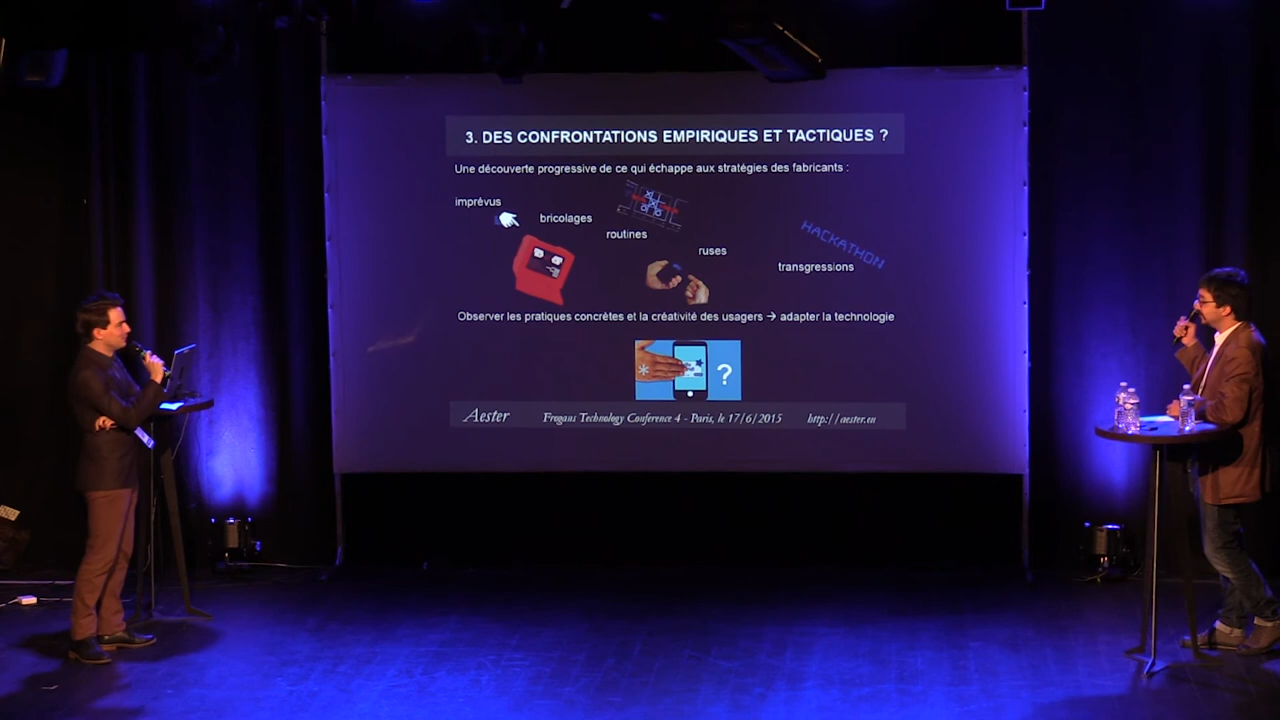 3. DES CONFRONTATIONS EMPIRIQUES ET TACTIQUES ?
Une découverte progressive de ce qui échappe aux stratégies des fabricants :
imprévus
bricolages
routines
ruses
HACKATHON
transgressions
Observer les pratiques concrètes et la créativité des usagers → adapter la technologie
* ?
Aester Frogans Technology Conference 4 - Paris, le 17/6/2015 http://aester.eu